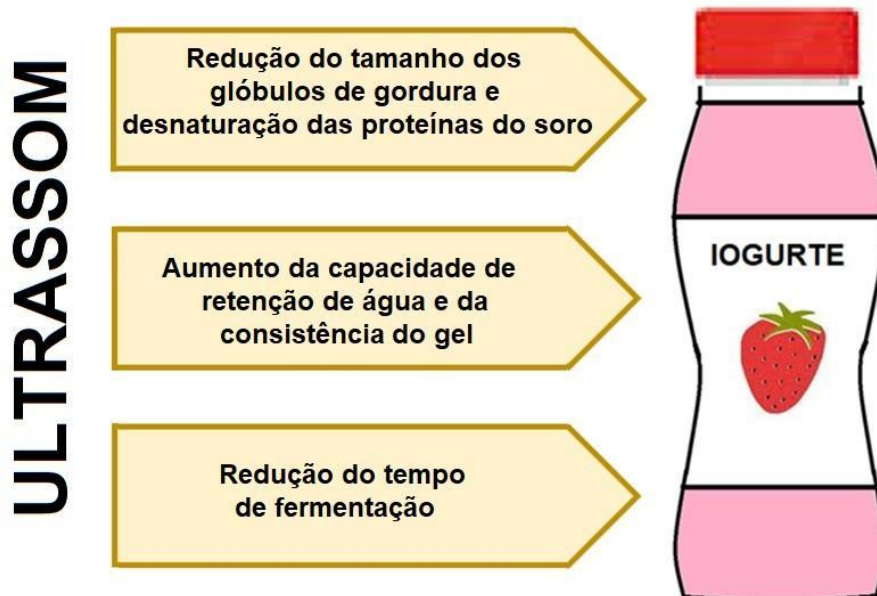 ULTRASSOM
Redução do tamanho dos
glóbulos de gordura e
desnaturação das proteínas do soro
Aumento da capacidade de
retenção de água e da
consistência do gel
Redução do tempo
de fermentação
IOGURTE